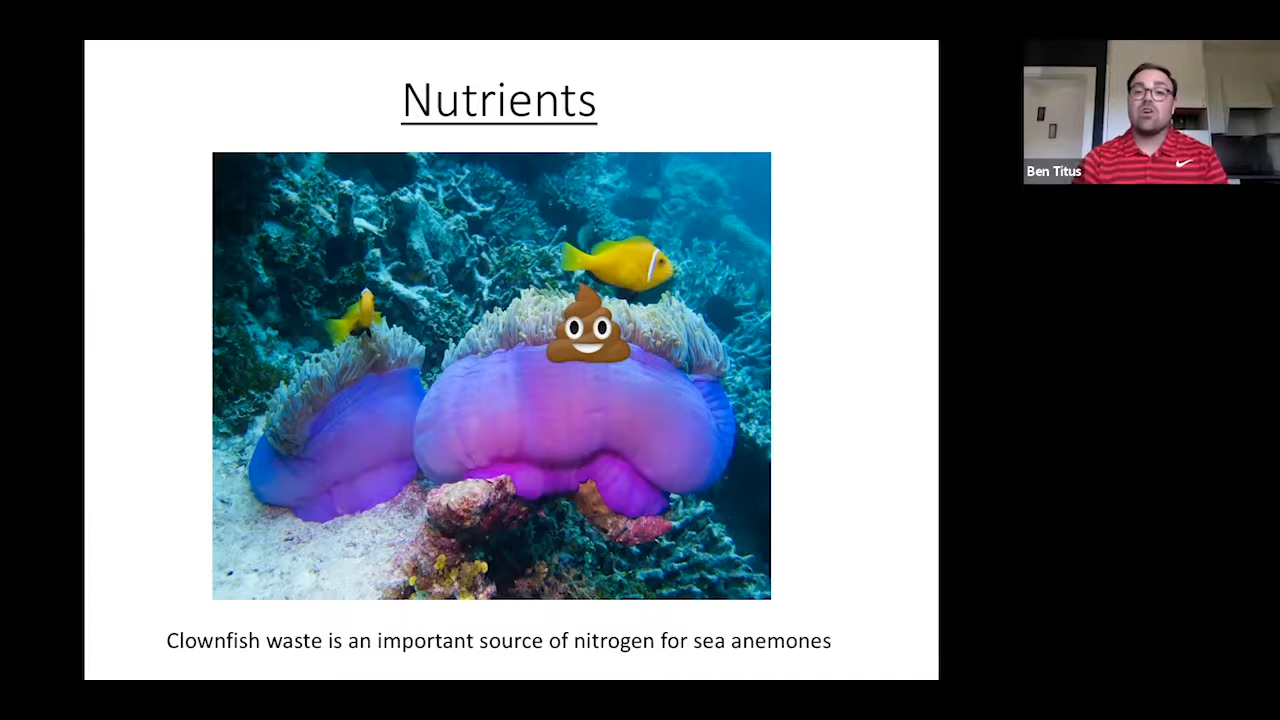 Nutrients
Ben Titus
Clownfish waste is an important source of nitrogen for sea anemones